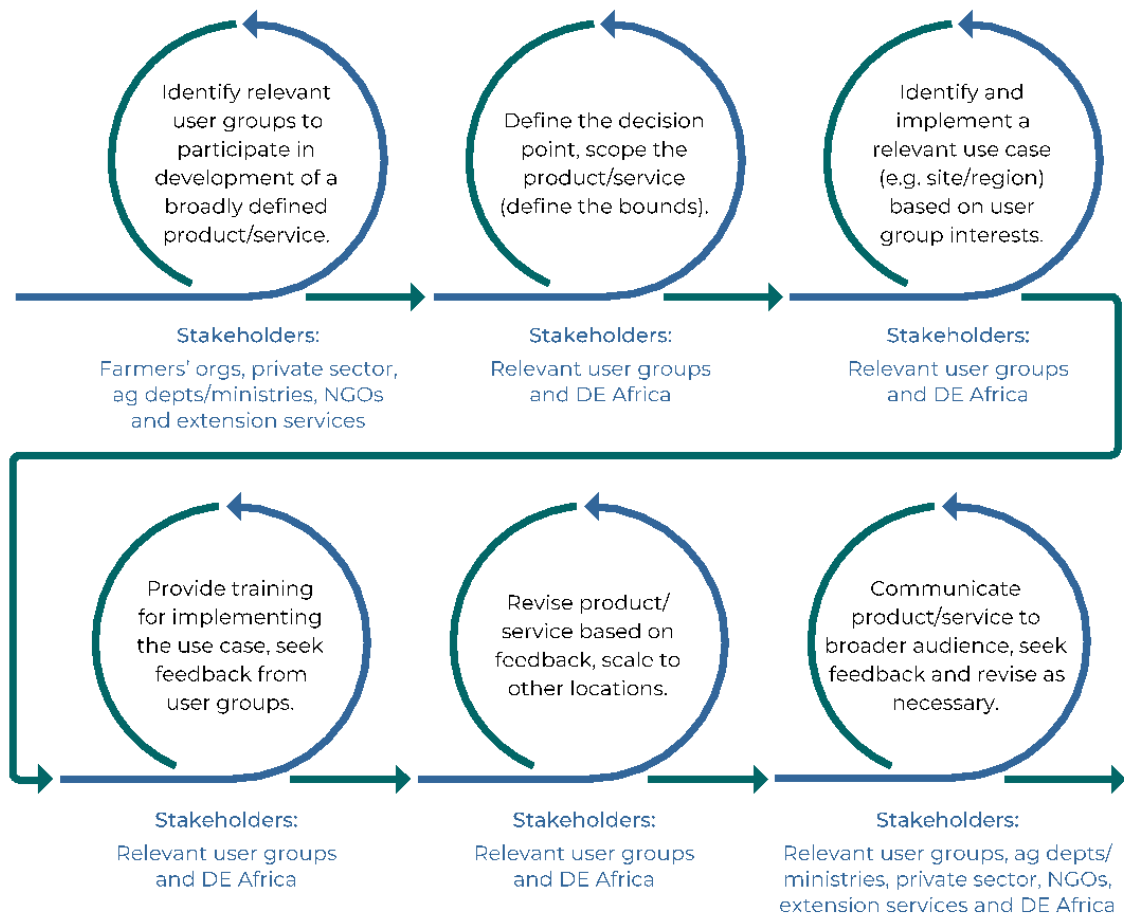 Identify relevant
user groups to
participate in
development of a
broadly defined
product/service.
Stakeholders:
Farmers' orgs, private sector,
ag depts/ministries, NGOs
and extension services
Define the decision
point, scope the
product/service
(define the bounds).
Stakeholders:
Relevant user groups
and DE Africa
Identify and
implement a
relevant use case
(e.g. site/region)
based on user
group interests.
Stakeholders:
Relevant user groups
and DE Africa
Provide training
for implementing
the use case, seek
feedback from
user groups.
Stakeholders:
Relevant user groups
and DE Africa
Revise product/
service based on
feedback, scale to
other locations.
Stakeholders:
Relevant user groups
and DE Africa
Communicate
product/service to
broader audience, seek
feedback and revise as
necessary.
Stakeholders:
Relevant user groups, ag depts/
ministries, private sector, NGOs,
extension services and DE Africa